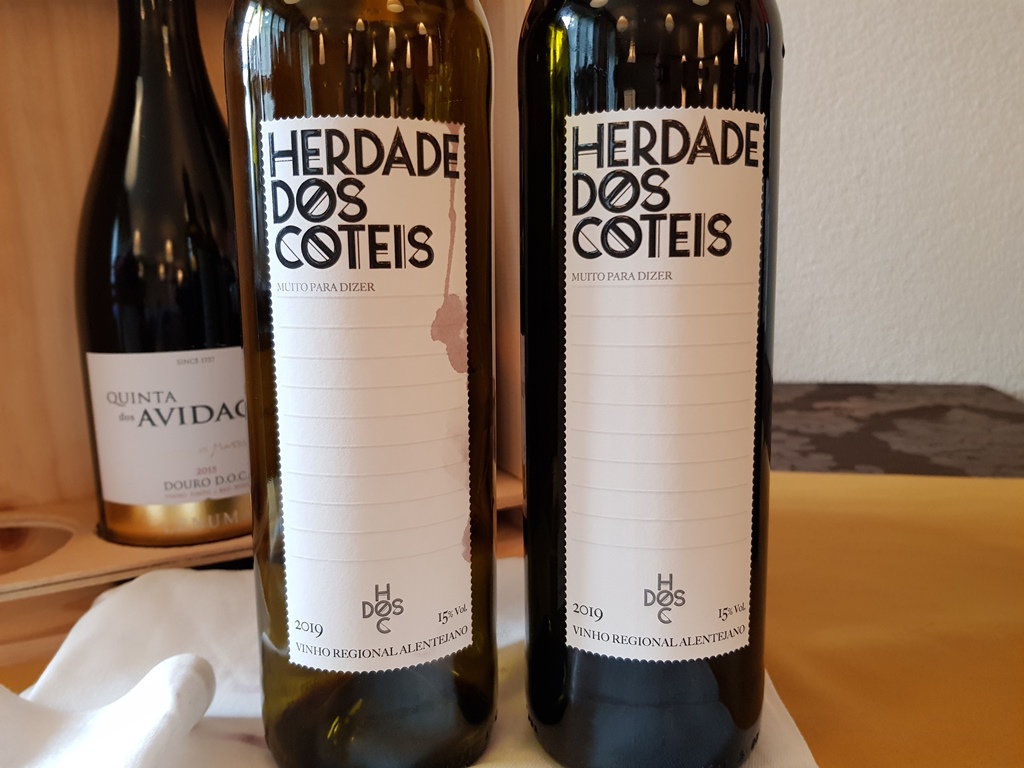 SINCE 1757
QUINTA
dos AVIDAG
2015
DOURO D.O.C.
HERDADE
DOS
COTEIS
MUITO PARA DIZER
H
DOS
C
2019
15% Vol.
VINHO REGIONAL ALENTEJANO
HERDADE
DOS
COTEIS
MUITO PARA DIZER
H
DOS
C
2019
15% Vol.
VINHO REGIONAL ALENTEJANO